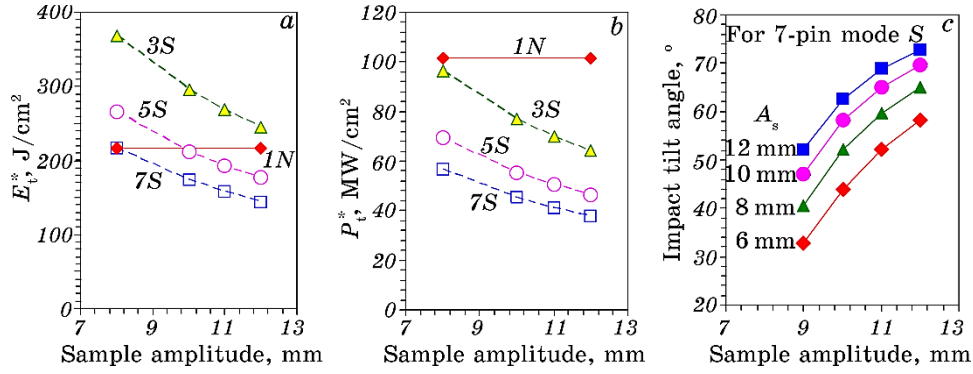 a
E*t, J/cm2
400
300
200
100
0
3S
5S
1N
7S
7 9 11 13
Sample amplitude, mm
b
P*t, MW/cm2
120
100
80
60
40
20
0
1N
3S
5S
7S
7 9 11 13
Sample amplitude, mm
c
Impact tilt angle, °
80
70
60
50
40
30
20
For 7-pin mode S
As
12 mm
10 mm
8 mm
6 mm
7 9 11 13
Sample amplitude, mm